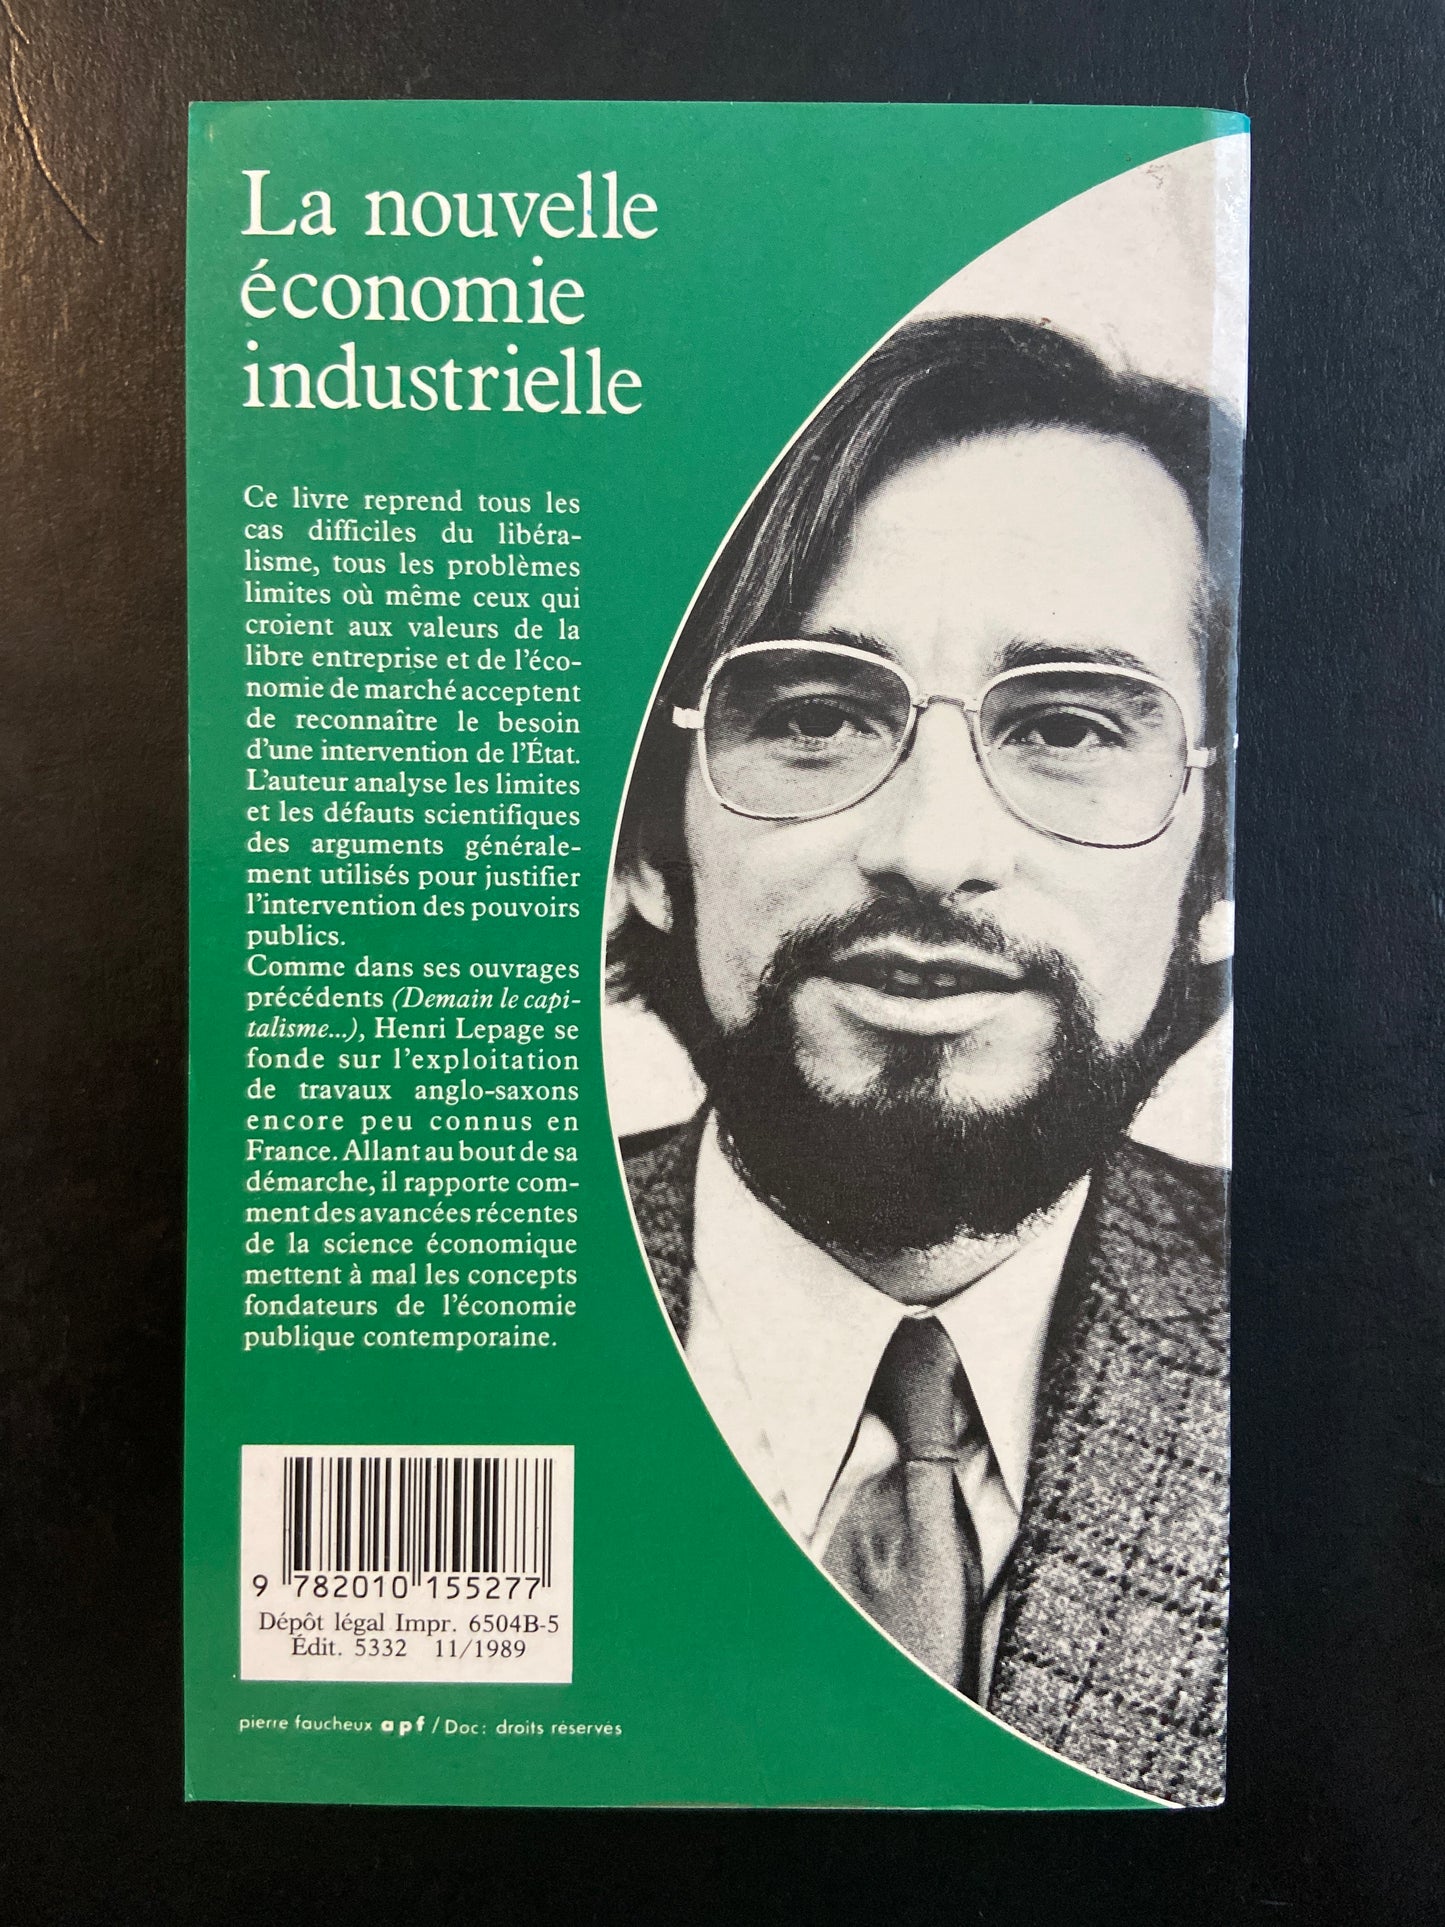 La nouvelle
économie
industrielle
Ce livre reprend tous les
cas difficiles du libéra-
lisme, tous les problèmes
limites où même ceux qui
croient aux valeurs de la
libre entreprise et de l'éco-
nomie de marché acceptent
de reconnaître le besoin
d'une intervention de l'État.
L'auteur analyse les limites
et les défauts scientifiques
des arguments générale-
ment utilisés pour justifier
l'intervention des pouvoirs
publics.
Comme dans ses ouvrages
précédents (Demain le capi-
talisme...), Henri Lepage se
fonde sur l'exploitation
de travaux anglo-saxons
encore peu connus en
France. Allant au bout de sa
démarche, il rapporte com-
ment des avancées récentes
de la science économique
mettent à mal les concepts
fondateurs de l'économie
publique contemporaine.
9 782010 155277
Dépôt légal Impr. 6504B-5
Édit. 5332 11/1989
pierre faucheux apf / Doc: droits réservés